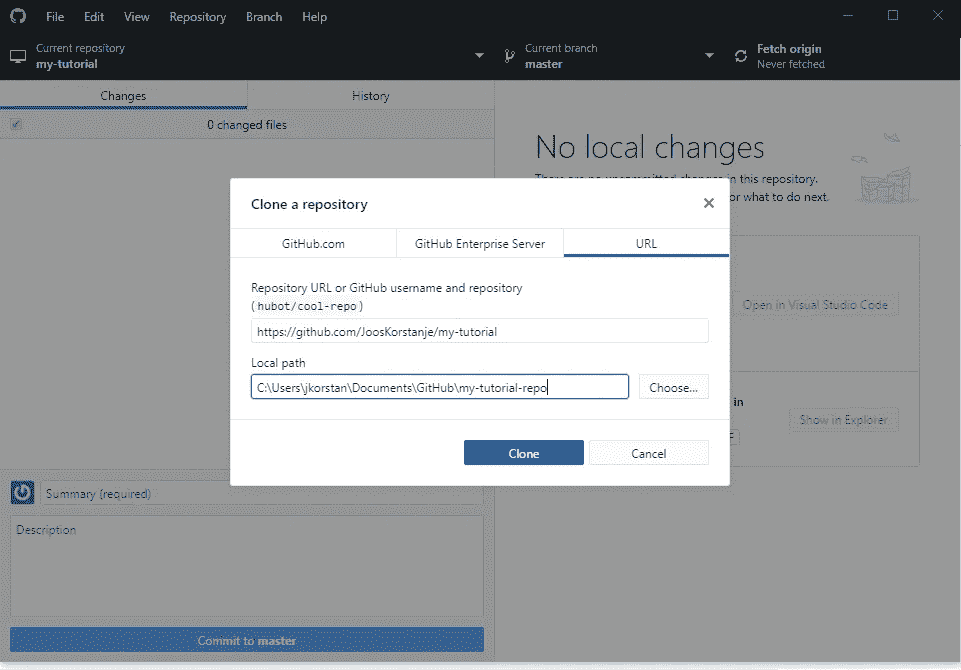 File Edit View Repository Branch Help
Current repository
my-tutorial
Current branch
master
Fetch origin
Never fetched
Changes History
0 changed files
No local changes
There are no uncommitted changes in this repository.
or what to do next.
Clone a repository
GitHub.com GitHub Enterprise Server URL
Repository URL or GitHub username and repository
(hubot/cool-repo)
https://github.com/JoosKorstanje/my-tutorial
Local path
C:\Users\jkorstan\Documents\GitHub\my-tutorial-repo
Choose...
Clone Cancel
Open in Visual Studio Code
in
Show in Explorer
F
Summary (required)
Description
Commit to master